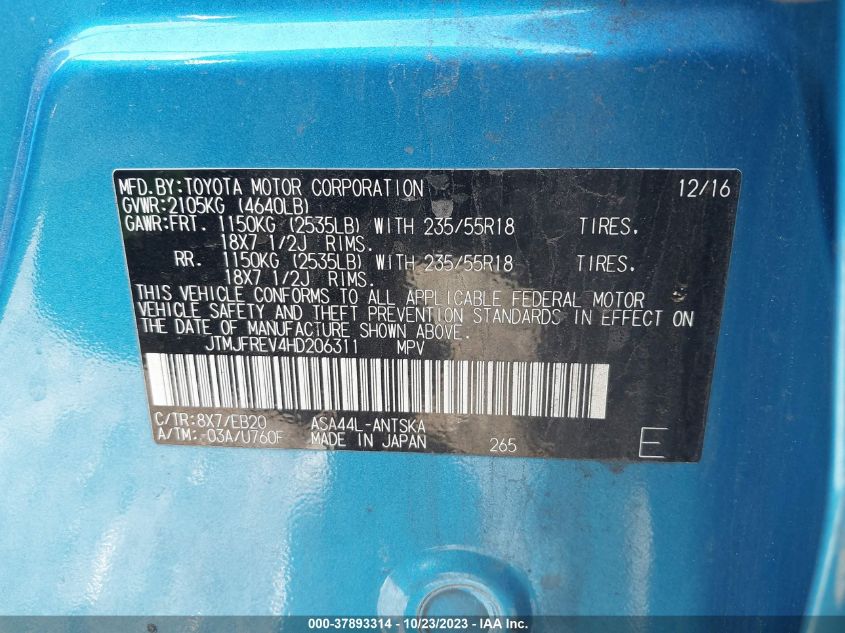 MFD.BY:TOYOTA MOTOR CORPORATION 12/16
GVWR:2105KG (4640LB)
GAWR:FRT. 1150KG (2535LB) WITH 235/55R18 TIRES.
18X7 1/2J RIMS.
RR. 1150KG (2535LB) WITH 235/55R18 TIRES.
18X7 1/2J RIMS.
THIS VEHICLE CONFORMS TO ALL APPLICABLE FEDERAL MOTOR
VEHICLE SAFETY AND THEFT PREVENTION STANDARDS IN EFFECT ON
THE DATE OF MANUFACTURE SHOWN ABOVE.
JTMJFREV4HD206311 MPV
C/TR:8X7/EB20 ASA44L-ANTSKA
A/TM:-03A/U760F MADE IN JAPAN 265 E
000-37893314 - 10/23/2023 - IAA, Inc.